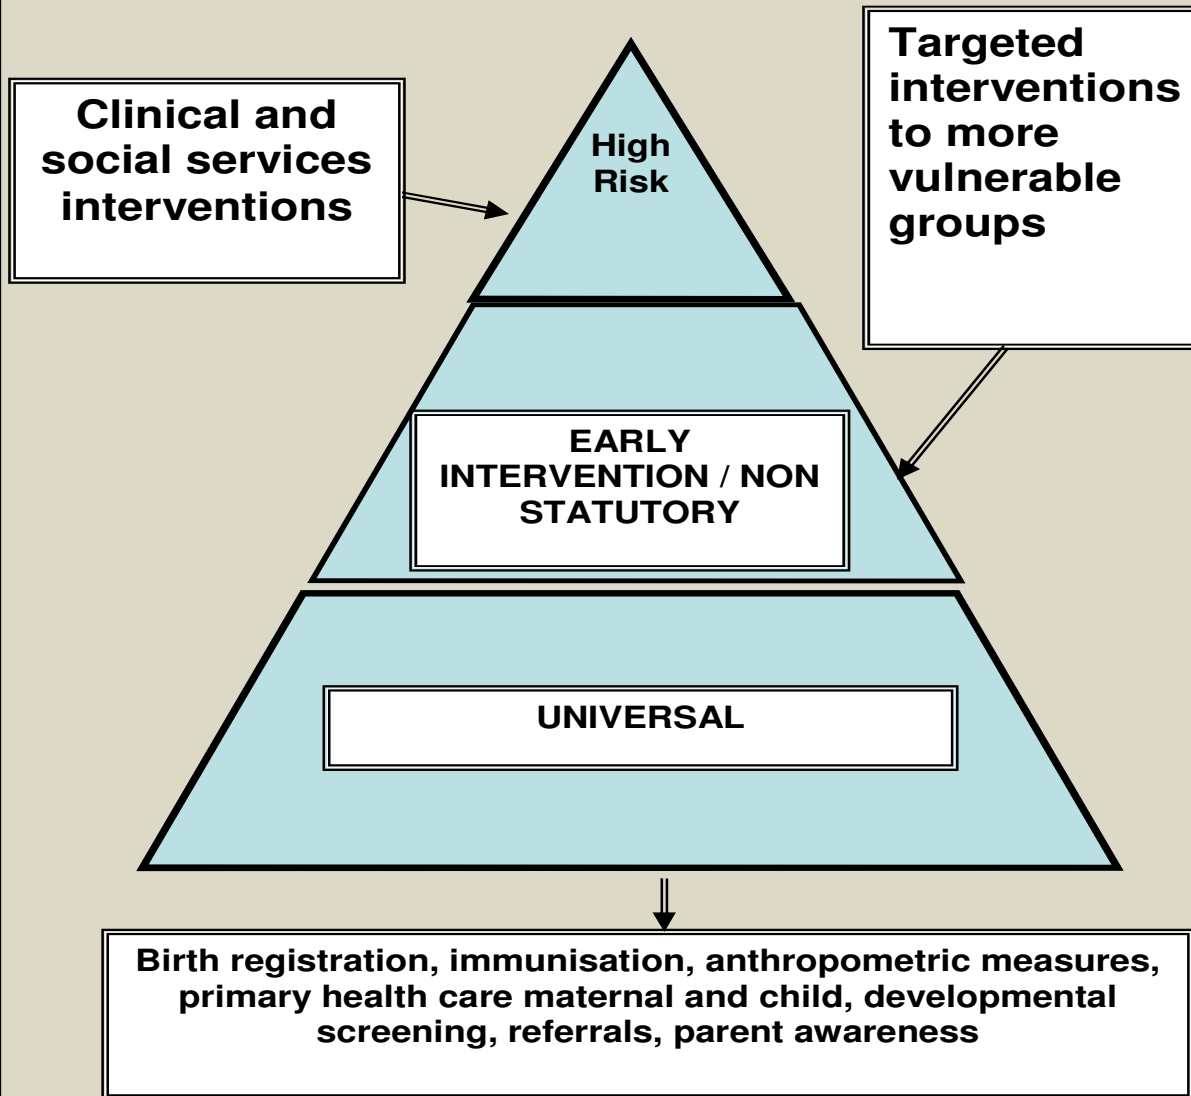 Clinical and
social services
interventions
High
Risk
Targeted
interventions
to more
vulnerable
groups
EARLY
INTERVENTION / NON
STATUTORY
UNIVERSAL
Birth registration, immunisation, anthropometric measures,
primary health care maternal and child, developmental
screening, referrals, parent awareness